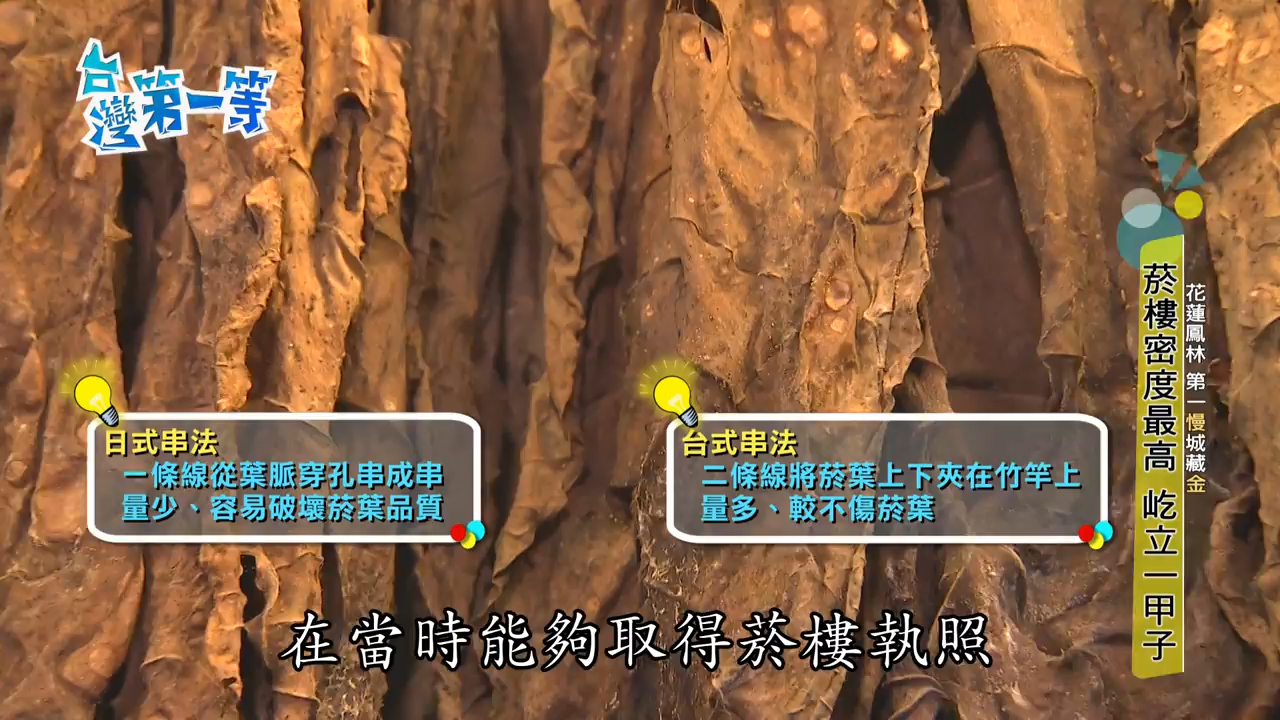 台灣第一等
花蓮鳳林 第一慢城藏金
菸樓密度最高 屹立一甲子
日式串法
一條線從葉脈穿孔串成串
量少、容易破壞菸葉品質
台式串法
二條線將菸葉上下夾在竹竿上
量多、較不傷菸葉
在當時能夠取得菸樓執照